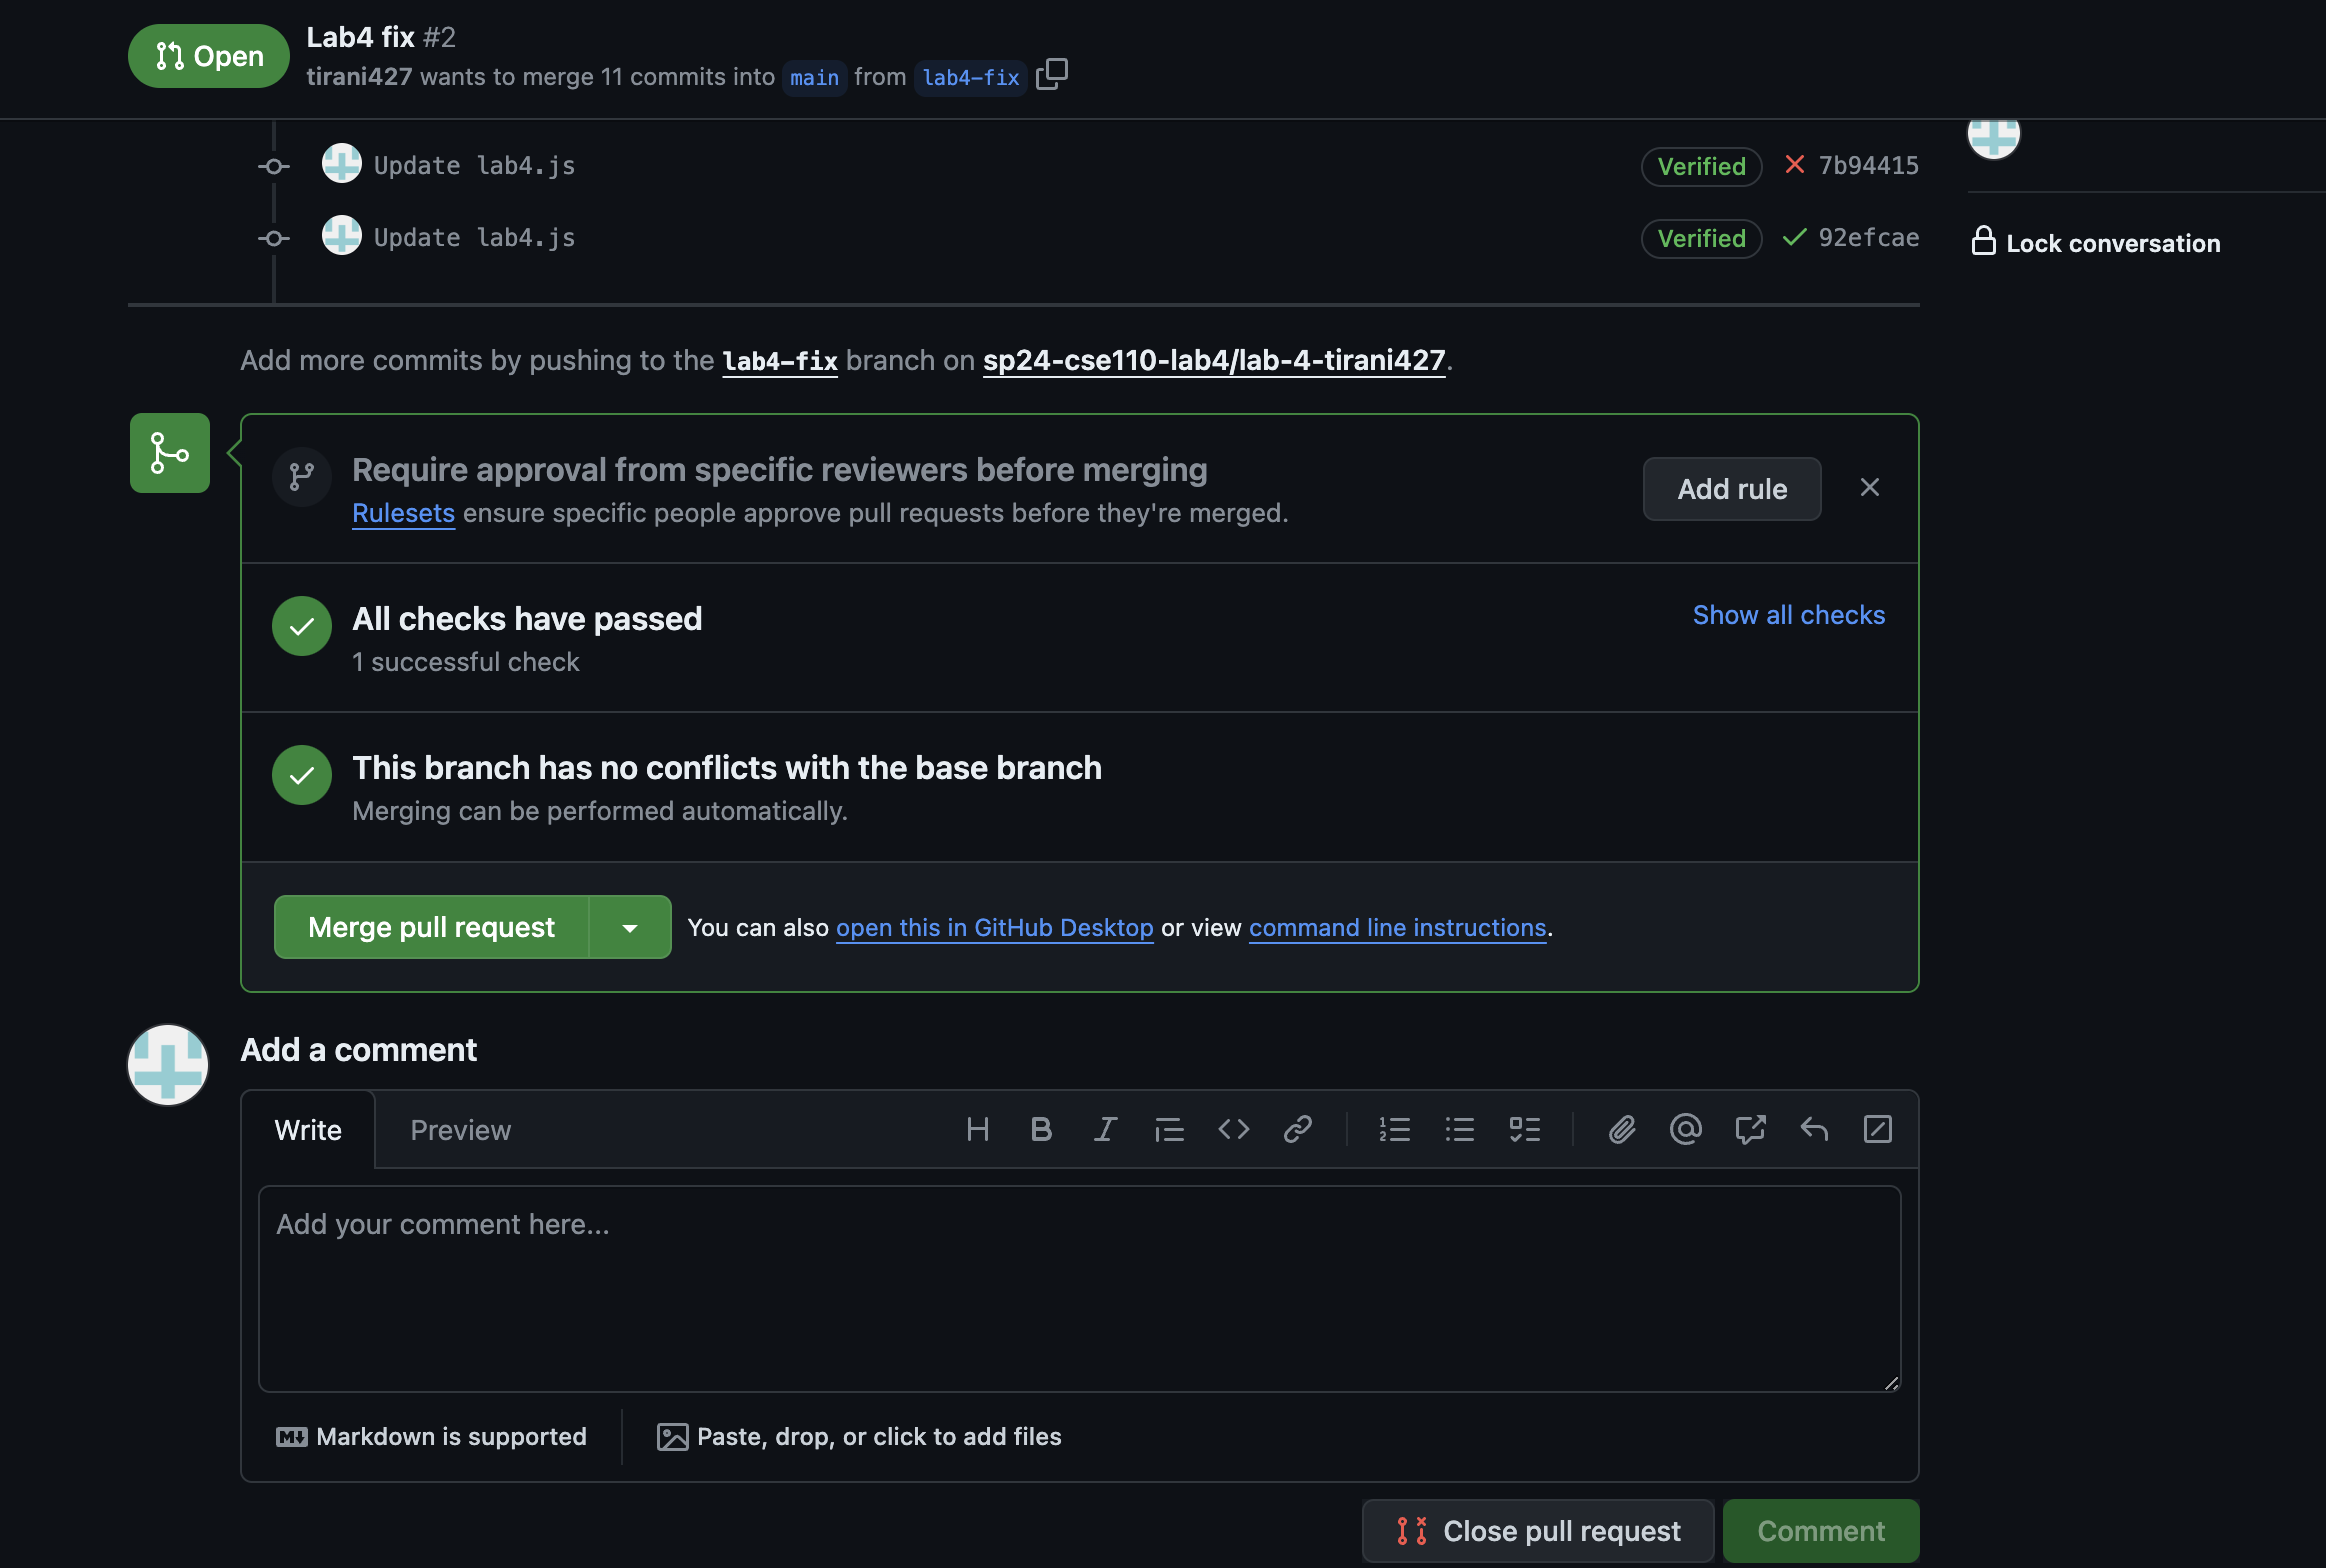 Open
Lab4 fix #2
tirani427 wants to merge 11 commits into main from lab4-fix
Update lab4.js Verified 7b94415
Update lab4.js Verified 92efcae
Lock conversation
Add more commits by pushing to the lab4-fix branch on sp24-cse110-lab4/lab-4-tirani427.
Require approval from specific reviewers before merging
Rulesets ensure specific people approve pull requests before they're merged.
Add rule
All checks have passed
1 successful check
Show all checks
This branch has no conflicts with the base branch
Merging can be performed automatically.
Merge pull request
You can also open this in GitHub Desktop or view command line instructions.
Add a comment
Write Preview
Add your comment here...
Markdown is supported
Paste, drop, or click to add files
Close pull request
Comment